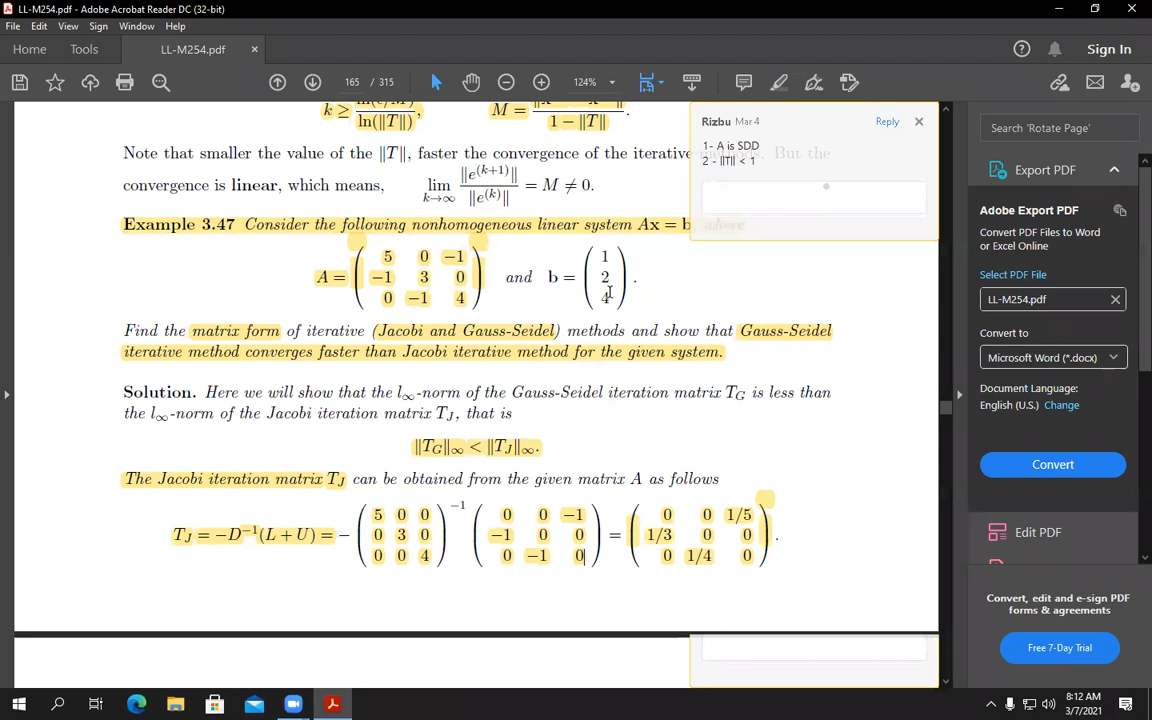 LL-M254.pdf - Adobe Acrobat Reader DC (32-bit)
File Edit View Sign Window Help
Home Tools LL-M254.pdf × Sign In
165 / 315 124%
k ≥ ln(‖T‖) , M = 1 − ‖T‖ .
Note that smaller the value of the ‖T‖, faster the convergence of the iterative methods. But the
convergence is linear, which means, lim k→∞ ‖e(k+1)‖ / ‖e(k)‖ = M ≠ 0.
Example 3.47 Consider the following nonhomogeneous linear system Ax = b, where
A = ( 5 0 −1
−1 3 0
0 −1 4 ) and b = ( 1
2
4 ) .
Find the matrix form of iterative (Jacobi and Gauss-Seidel) methods and show that Gauss-Seidel
iterative method converges faster than Jacobi iterative method for the given system.
Solution. Here we will show that the l∞-norm of the Gauss-Seidel iteration matrix TG is less than
the l∞-norm of the Jacobi iteration matrix TJ, that is
‖TG‖∞ < ‖TJ‖∞.
The Jacobi iteration matrix TJ can be obtained from the given matrix A as follows
TJ = −D−1(L + U) = − ( 5 0 0
0 3 0
0 0 4 ) −1 ( 0 0 −1
−1 0 0
0 −1 0 ) = ( 0 0 1/5
1/3 0 0
0 1/4 0 ) .
Rizbu Mar 4 Reply ×
1- A is SDD
2 - ‖T‖ < 1
Search 'Rotate Page'
Export PDF
Adobe Export PDF
Convert PDF Files to Word
or Excel Online
Select PDF File
LL-M254.pdf ×
Convert to
Microsoft Word (*.docx)
Document Language:
English (U.S.) Change
Convert
Edit PDF
Convert, edit and e-sign PDF
forms & agreements
Free 7-Day Trial
8:12 AM
3/7/2021